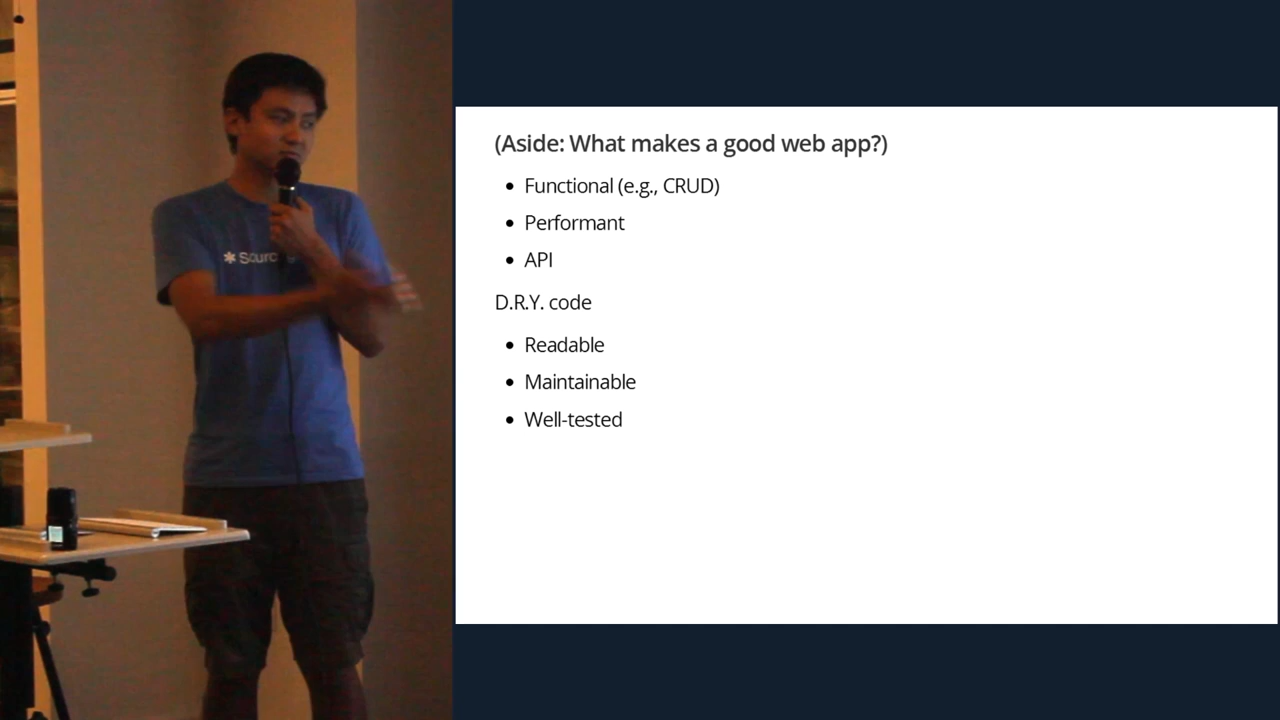 (Aside: What makes a good web app?)
• Functional (e.g., CRUD)
• Performant
• API
D.R.Y. code
• Readable
• Maintainable
• Well-tested